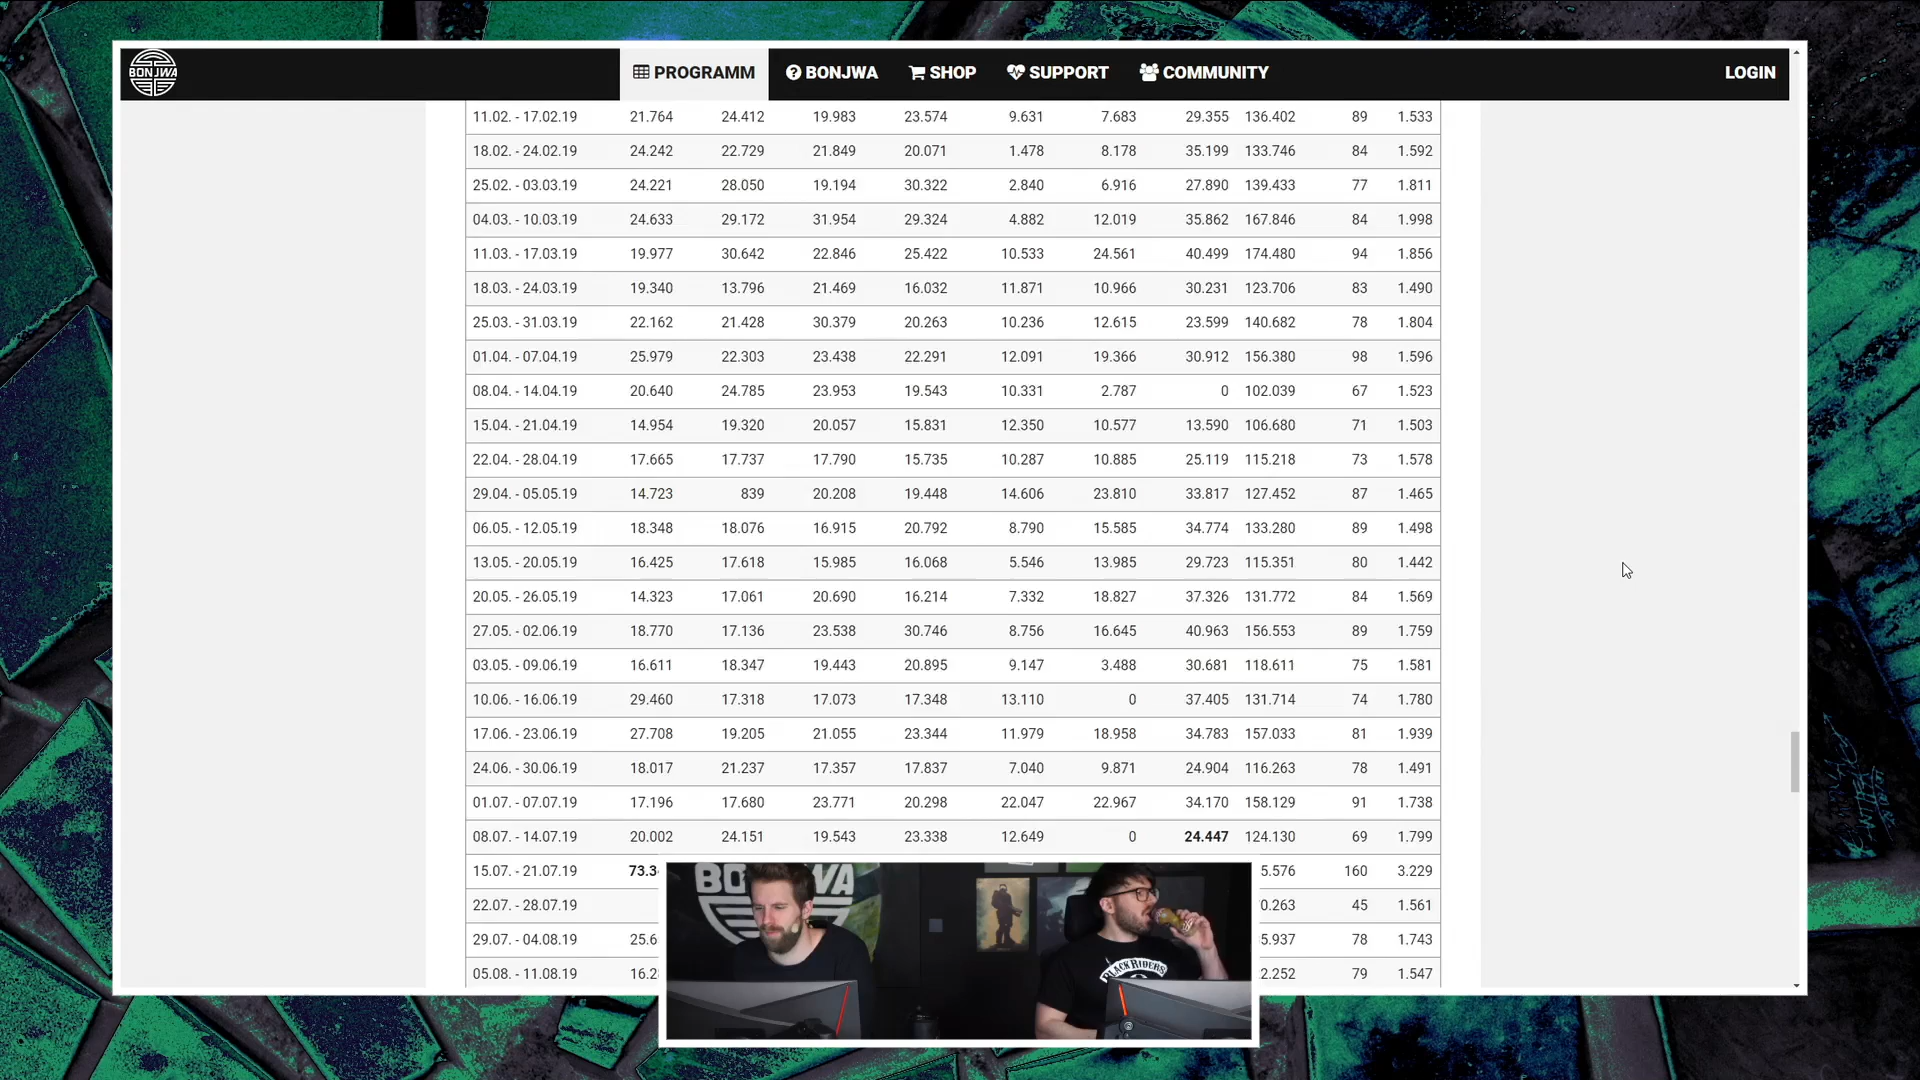 BONJWA
PROGRAMM BONJWA SHOP SUPPORT COMMUNITY LOGIN
11.02. - 17.02.19 21.764 24.412 19.983 23.574 9.631 7.683 29.355 136.402 89 1.533
18.02. - 24.02.19 24.242 22.729 21.849 20.071 1.478 8.178 35.199 133.746 84 1.592
25.02. - 03.03.19 24.221 28.050 19.194 30.322 2.840 6.916 27.890 139.433 77 1.811
04.03. - 10.03.19 24.633 29.172 31.954 29.324 4.882 12.019 35.862 167.846 84 1.998
11.03. - 17.03.19 19.977 30.642 22.846 25.422 10.533 24.561 40.499 174.480 94 1.856
18.03. - 24.03.19 19.340 13.796 21.469 16.032 11.871 10.966 30.231 123.706 83 1.490
25.03. - 31.03.19 22.162 21.428 30.379 20.263 10.236 12.615 23.599 140.682 78 1.804
01.04. - 07.04.19 25.979 22.303 23.438 22.291 12.091 19.366 30.912 156.380 98 1.596
08.04. - 14.04.19 20.640 24.785 23.953 19.543 10.331 2.787 0 102.039 67 1.523
15.04. - 21.04.19 14.954 19.320 20.057 15.831 12.350 10.577 13.590 106.680 71 1.503
22.04. - 28.04.19 17.665 17.737 17.790 15.735 10.287 10.885 25.119 115.218 73 1.578
29.04. - 05.05.19 14.723 839 20.208 19.448 14.606 23.810 33.817 127.452 87 1.465
06.05. - 12.05.19 18.348 18.076 16.915 20.792 8.790 15.585 34.774 133.280 89 1.498
13.05. - 20.05.19 16.425 17.618 15.985 16.068 5.546 13.985 29.723 115.351 80 1.442
20.05. - 26.05.19 14.323 17.061 20.690 16.214 7.332 18.827 37.326 131.772 84 1.569
27.05. - 02.06.19 18.770 17.136 23.538 30.746 8.756 16.645 40.963 156.553 89 1.759
03.05. - 09.06.19 16.611 18.347 19.443 20.895 9.147 3.488 30.681 118.611 75 1.581
10.06. - 16.06.19 29.460 17.318 17.073 17.348 13.110 0 37.405 131.714 74 1.780
17.06. - 23.06.19 27.708 19.205 21.055 23.344 11.979 18.958 34.783 157.033 81 1.939
24.06. - 30.06.19 18.017 21.237 17.357 17.837 7.040 9.871 24.904 116.263 78 1.491
01.07. - 07.07.19 17.196 17.680 23.771 20.298 22.047 22.967 34.170 158.129 91 1.738
08.07. - 14.07.19 20.002 24.151 19.543 23.338 12.649 0 24.447 124.130 69 1.799
15.07. - 21.07.19 73.3 5.576 160 3.229
22.07. - 28.07.19 0.263 45 1.561
29.07. - 04.08.19 25.6 5.937 78 1.743
05.08. - 11.08.19 16.2 2.252 79 1.547
BLACK RIDERS